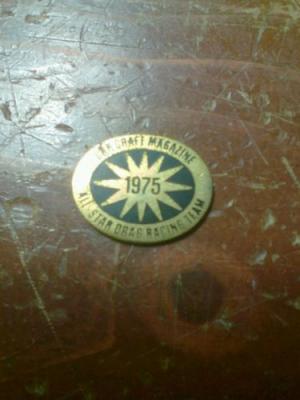 CAR CRAFT MAGAZINE
1975
ALL-STAR DRAG RACING TEAM